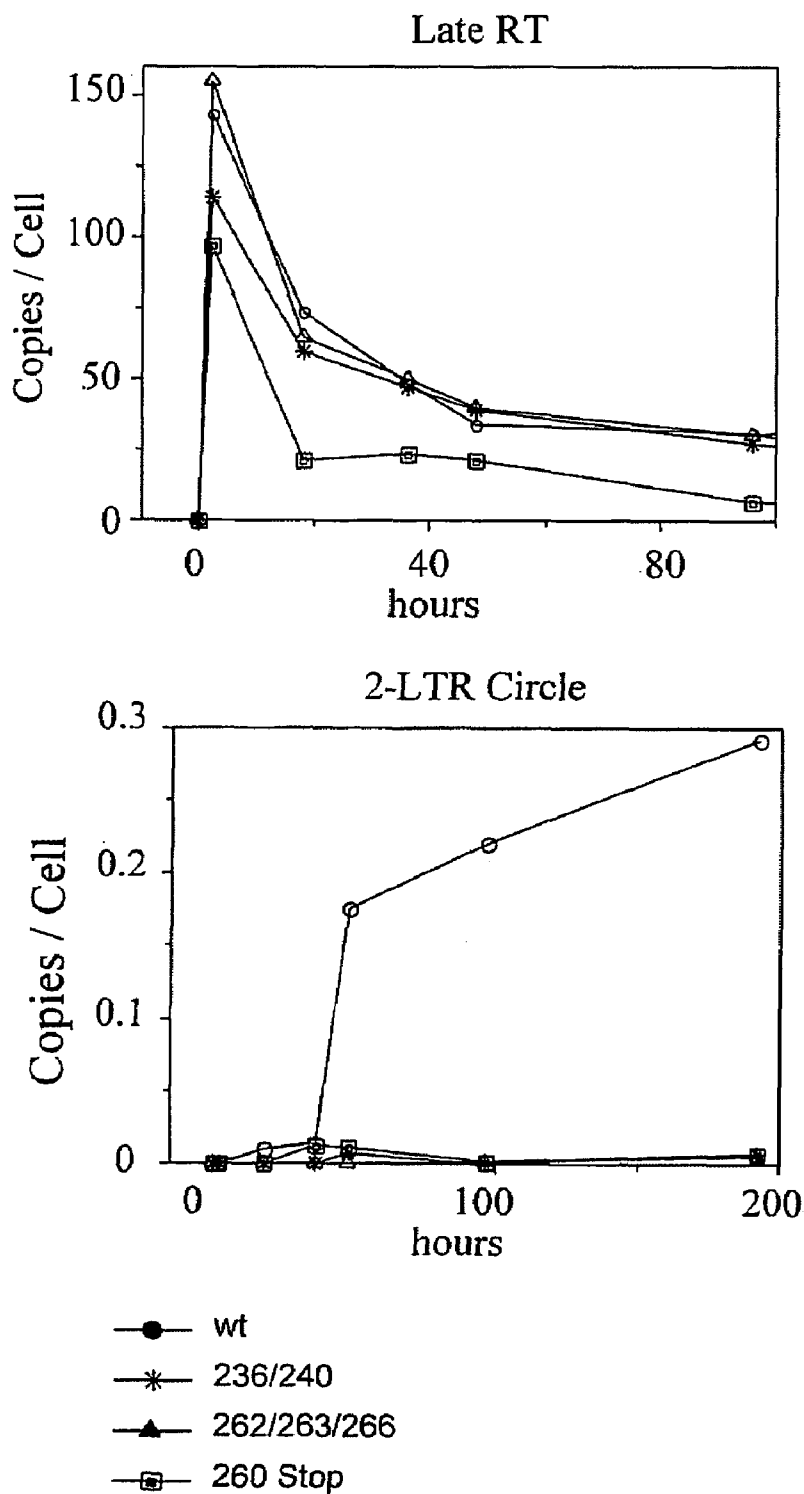 Late RT
150
100
50
0
Copies / Cell
0 40 80
hours
2-LTR Circle
0.3
0.2
0.1
0
Copies / Cell
0 100 200
hours
wt
236/240
262/263/266
260 Stop